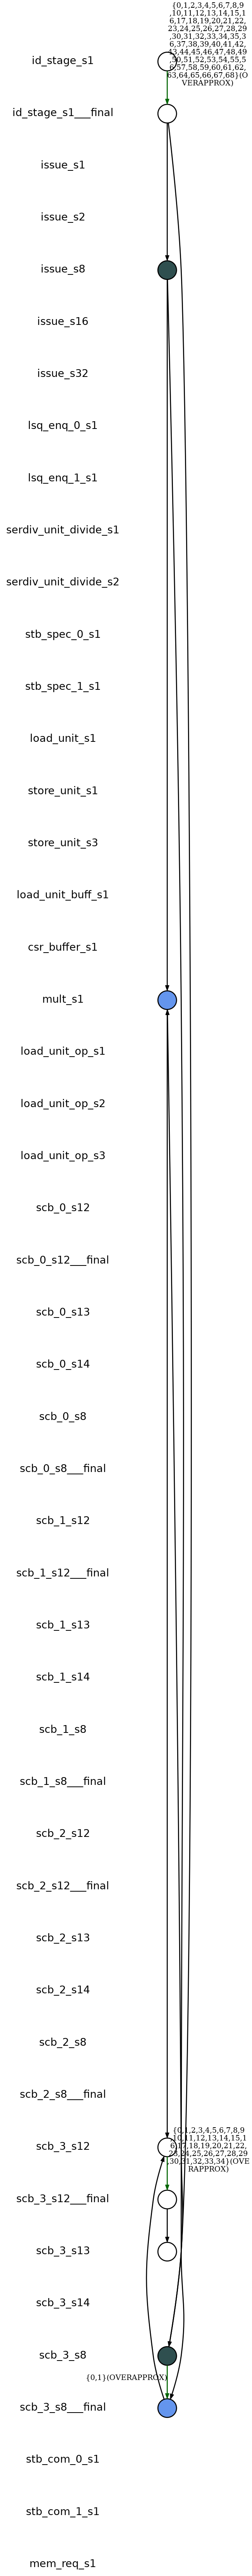 {0,1,2,3,4,5,6,7,8,9
,10,11,12,13,14,15,1
6,17,18,19,20,21,22,
23,24,25,26,27,28,29
,30,31,32,33,34,35,3
6,37,38,39,40,41,42,
43,44,45,46,47,48,49
,50,51,52,53,54,55,5
6,57,58,59,60,61,62,
63,64,65,66,67,68}(O
VERAPPROX)
id_stage_s1
id_stage_s1___final
issue_s1
issue_s2
issue_s8
issue_s16
issue_s32
lsq_enq_0_s1
lsq_enq_1_s1
serdiv_unit_divide_s1
serdiv_unit_divide_s2
stb_spec_0_s1
stb_spec_1_s1
load_unit_s1
store_unit_s1
store_unit_s3
load_unit_buff_s1
csr_buffer_s1
mult_s1
load_unit_op_s1
load_unit_op_s2
load_unit_op_s3
scb_0_s12
scb_0_s12___final
scb_0_s13
scb_0_s14
scb_0_s8
scb_0_s8___final
scb_1_s12
scb_1_s12___final
scb_1_s13
scb_1_s14
scb_1_s8
scb_1_s8___final
scb_2_s12
scb_2_s12___final
scb_2_s13
scb_2_s14
scb_2_s8
scb_2_s8___final
scb_3_s12
{0,1,2,3,4,5,6,7,8,9
,10,11,12,13,14,15,1
6,17,18,19,20,21,22,
23,24,25,26,27,28,29
,30,31,32,33,34}(OVE
RAPPROX)
scb_3_s12___final
scb_3_s13
scb_3_s14
scb_3_s8
{0,1}(OVERAPPROX)
scb_3_s8___final
stb_com_0_s1
stb_com_1_s1
mem_req_s1